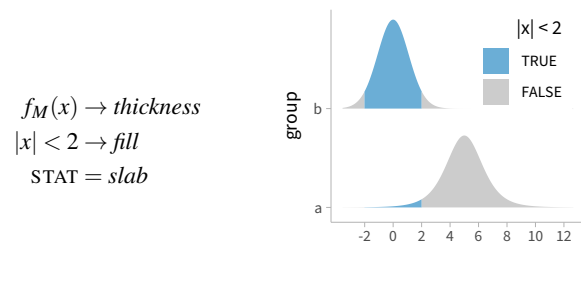 f_M(x) → thickness
|x| < 2 → fill
STAT = slab
|x| < 2
TRUE
FALSE
group
b
a
-2 0 2 4 6 8 10 12